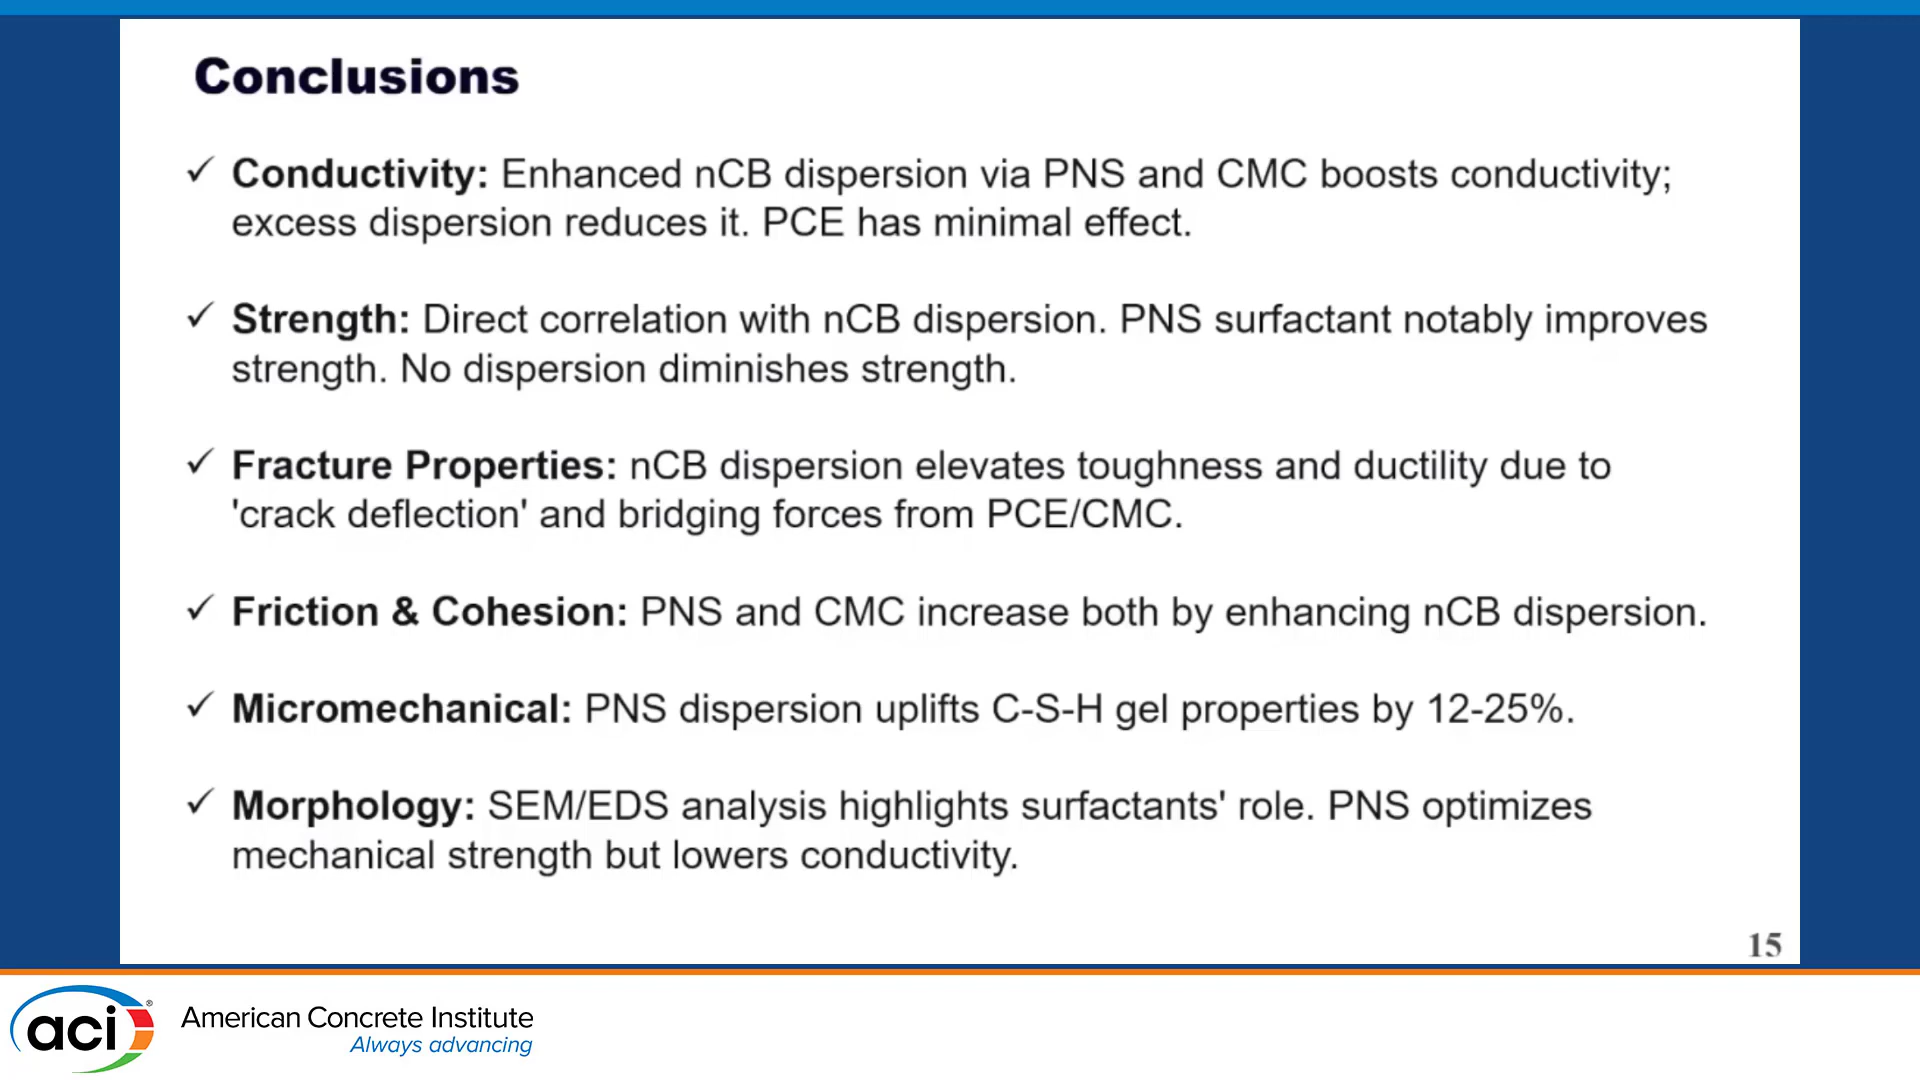 Conclusions
✓ Conductivity: Enhanced nCB dispersion via PNS and CMC boosts conductivity;
excess dispersion reduces it. PCE has minimal effect.
✓ Strength: Direct correlation with nCB dispersion. PNS surfactant notably improves
strength. No dispersion diminishes strength.
✓ Fracture Properties: nCB dispersion elevates toughness and ductility due to
'crack deflection' and bridging forces from PCE/CMC.
✓ Friction & Cohesion: PNS and CMC increase both by enhancing nCB dispersion.
✓ Micromechanical: PNS dispersion uplifts C-S-H gel properties by 12-25%.
✓ Morphology: SEM/EDS analysis highlights surfactants' role. PNS optimizes
mechanical strength but lowers conductivity.
15
aci®
American Concrete Institute
Always advancing